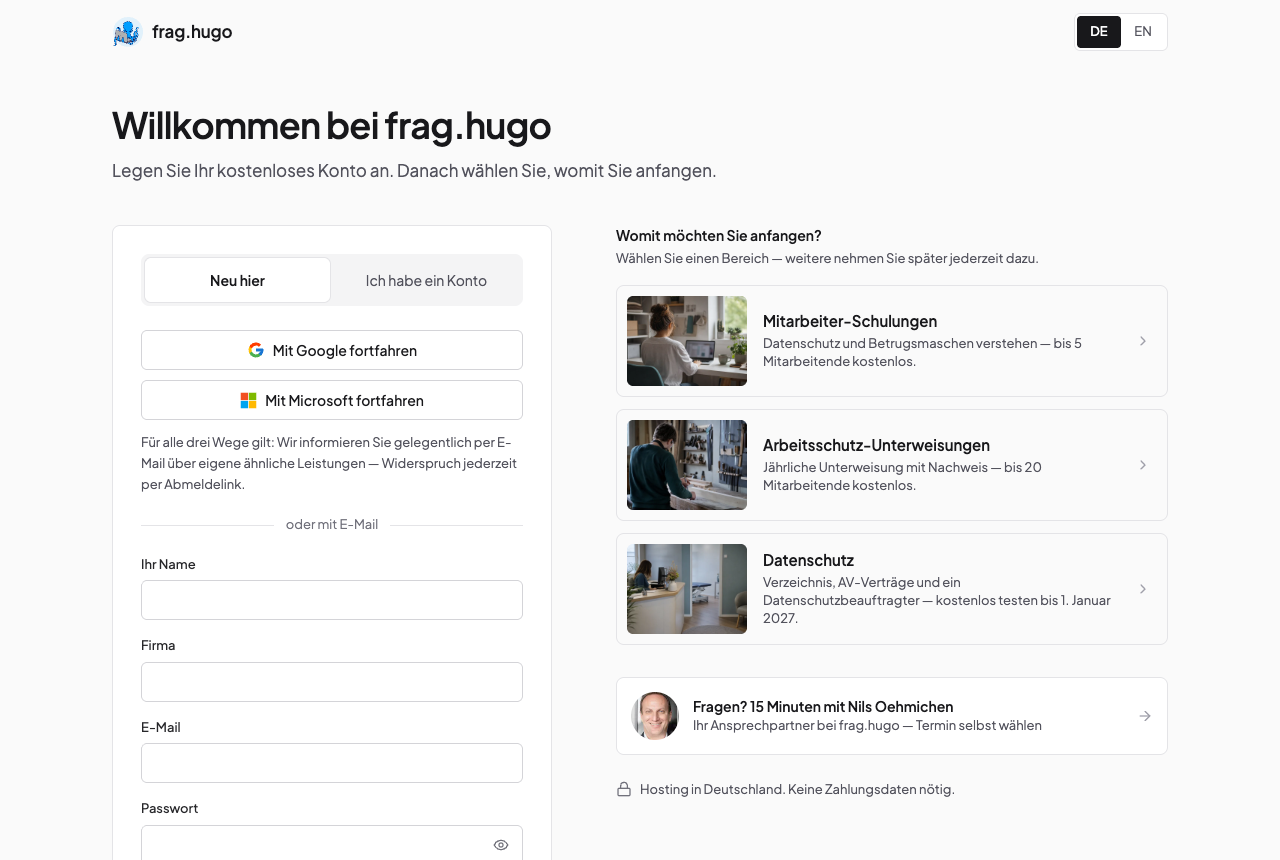 frag.hugo
DE
EN
Willkommen bei frag.hugo
Legen Sie Ihr kostenloses Konto an. Danach wählen Sie, womit Sie anfangen.
Neu hier
Ich habe ein Konto
Mit Google fortfahren
Mit Microsoft fortfahren
Für alle drei Wege gilt: Wir informieren Sie gelegentlich per E-
Mail über eigene ähnliche Leistungen — Widerspruch jederzeit
per Abmeldelink.
oder mit E-Mail
Ihr Name
Firma
E-Mail
Passwort
Womit möchten Sie anfangen?
Wählen Sie einen Bereich — weitere nehmen Sie später jederzeit dazu.
Mitarbeiter-Schulungen
Datenschutz und Betrugsmaschen verstehen — bis 5
Mitarbeitende kostenlos.
Arbeitsschutz-Unterweisungen
Jährliche Unterweisung mit Nachweis — bis 20
Mitarbeitende kostenlos.
Datenschutz
Verzeichnis, AV-Verträge und ein
Datenschutzbeauftragter — kostenlos testen bis 1. Januar
2027.
Fragen? 15 Minuten mit Nils Oehmichen
Ihr Ansprechpartner bei frag.hugo — Termin selbst wählen
Hosting in Deutschland. Keine Zahlungsdaten nötig.